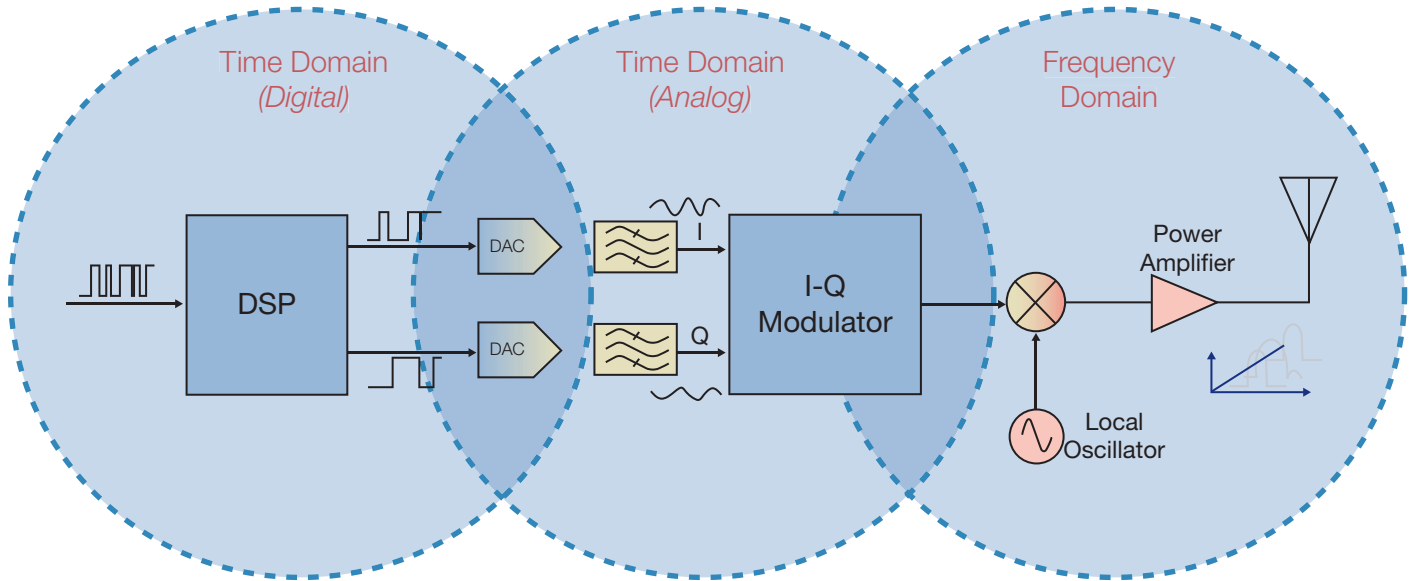 Time Domain
(Digital)
Time Domain
(Analog)
Frequency
Domain
DSP
DAC
DAC
I
Q
I-Q
Modulator
Power
Amplifier
Local
Oscillator